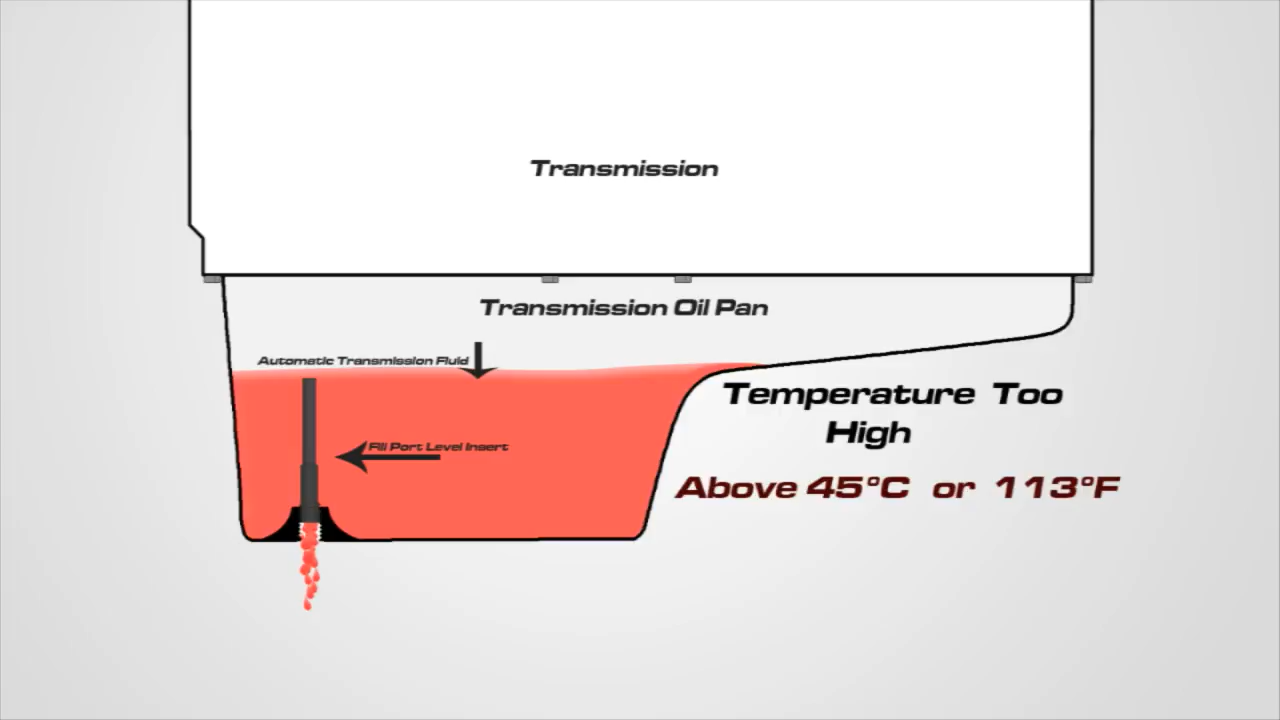 Transmission
Transmission Oil Pan
Automatic Transmission Fluid
Fill Port Level Insert
Temperature Too
High
Above 45°C or 113°F